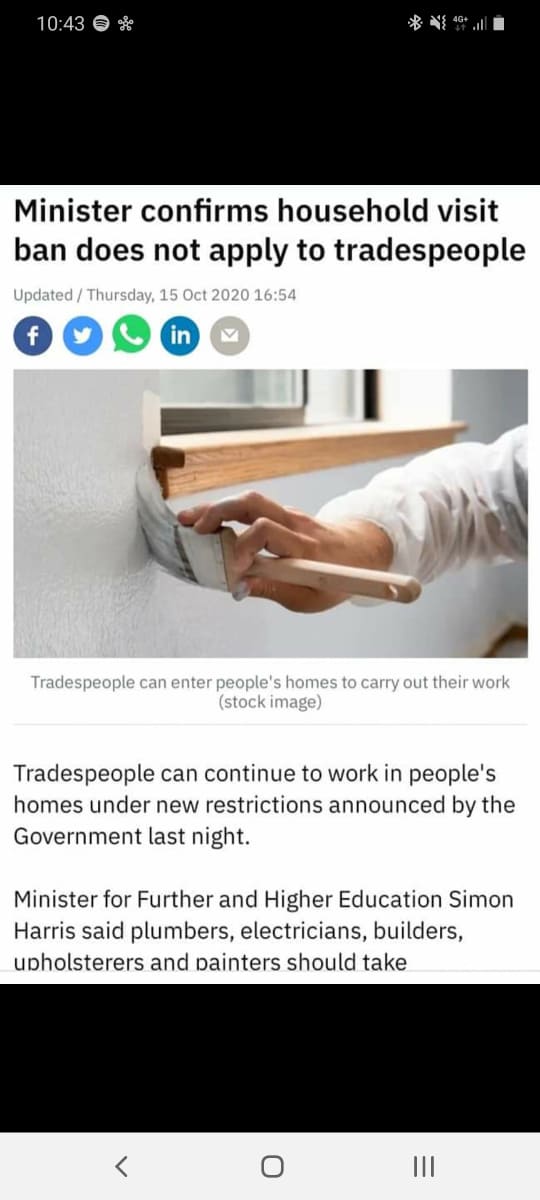 10:43
4G+
Minister confirms household visit
ban does not apply to tradespeople
Updated / Thursday, 15 Oct 2020 16:54
f
in
Tradespeople can enter people's homes to carry out their work
(stock image)
Tradespeople can continue to work in people's
homes under new restrictions announced by the
Government last night.
Minister for Further and Higher Education Simon
Harris said plumbers, electricians, builders,
upholsterers and painters should take